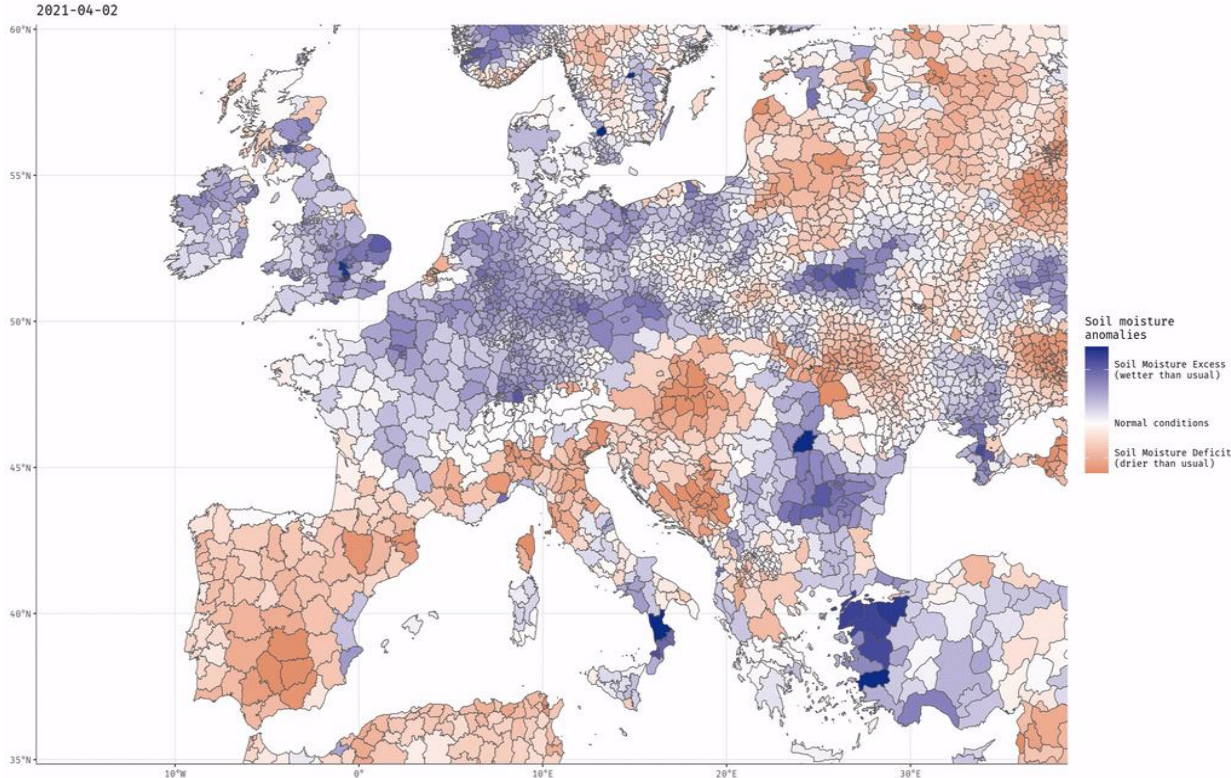 2021-04-02
60°N
55°N
50°N
45°N
40°N
35°N
10°W
0°
10°E
20°E
30°E
Soil moisture
anomalies
Soil Moisture Excess
(wetter than usual)
Normal conditions
Soil Moisture Deficit
(drier than usual)